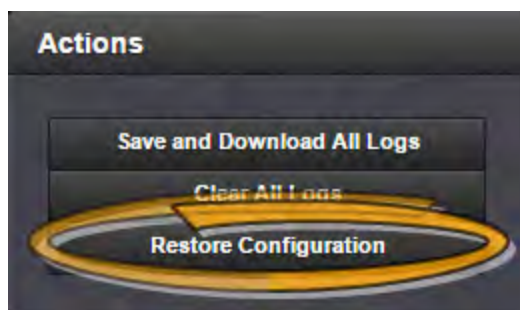 Actions
Save and Download All Logs
Clear All Logs
Restore Configuration